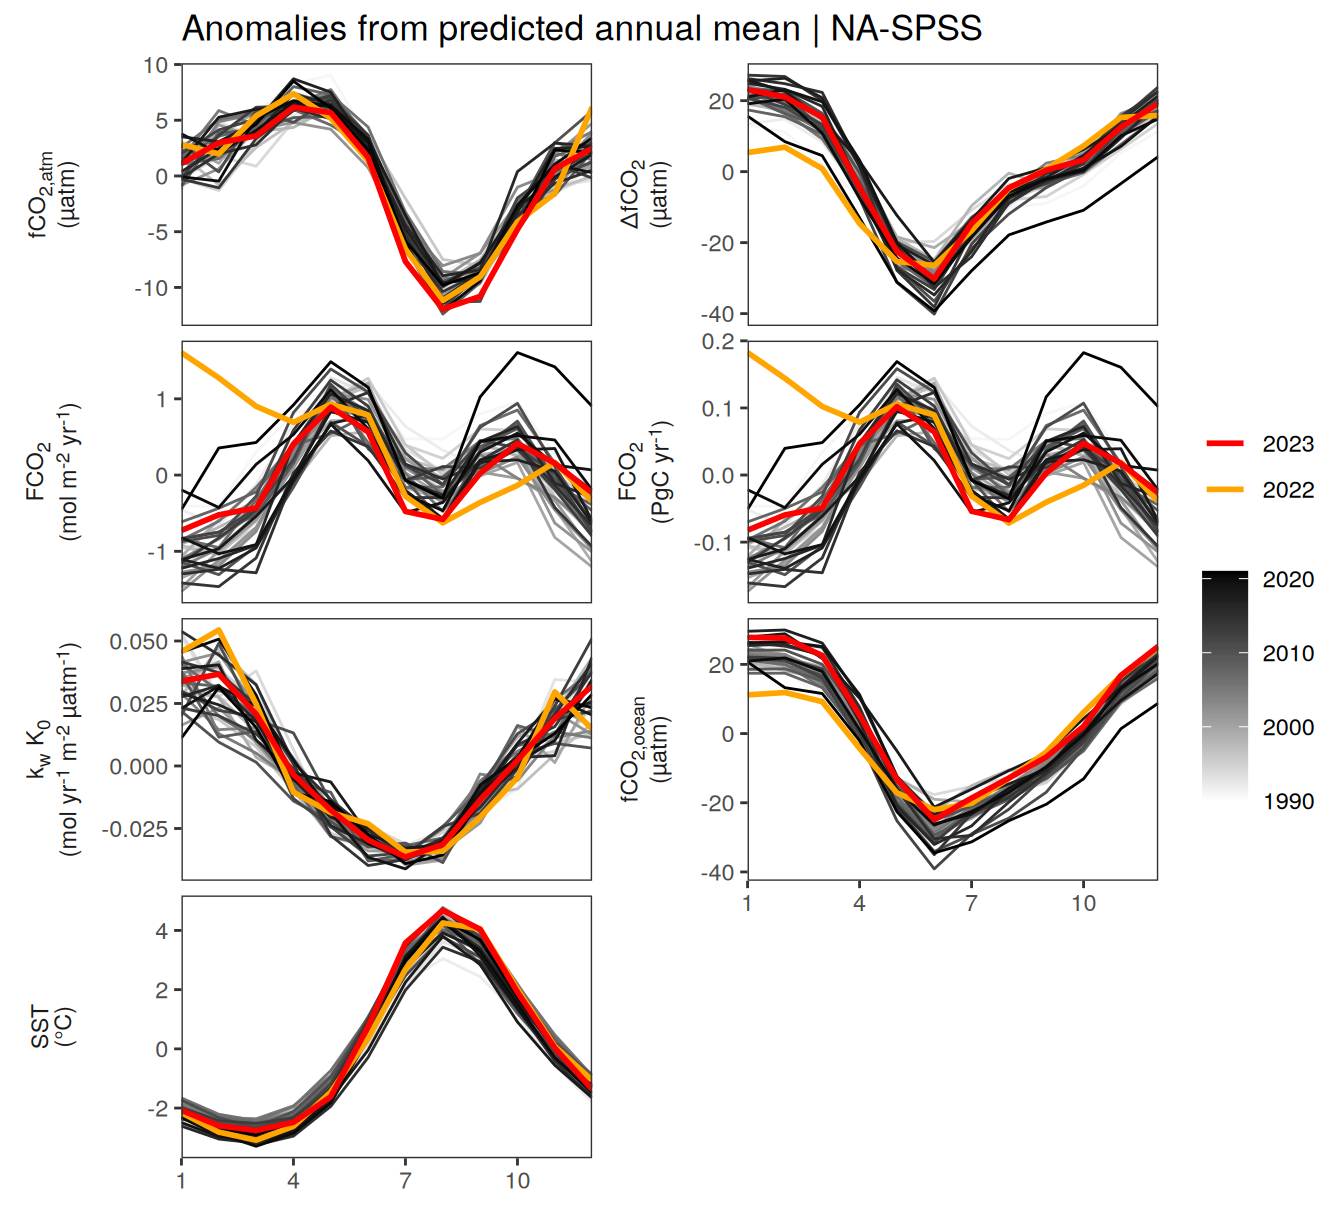 Anomalies from predicted annual mean | NA-SPSS
fCO2,atm
(µatm)
10
5
0
-5
-10
ΔfCO2
(µatm)
20
0
-20
-40
FCO2
(mol m-2 yr-1)
1
0
-1
FCO2
(PgC yr-1)
0.2
0.1
0.0
-0.1
kw K0
(mol yr-1 m-2 µatm-1)
0.050
0.025
0.000
-0.025
fCO2,ocean
(µatm)
20
0
-20
-40
1 4 7 10
SST
(°C)
4
2
0
-2
1 4 7 10
2023
2022
2020
2010
2000
1990